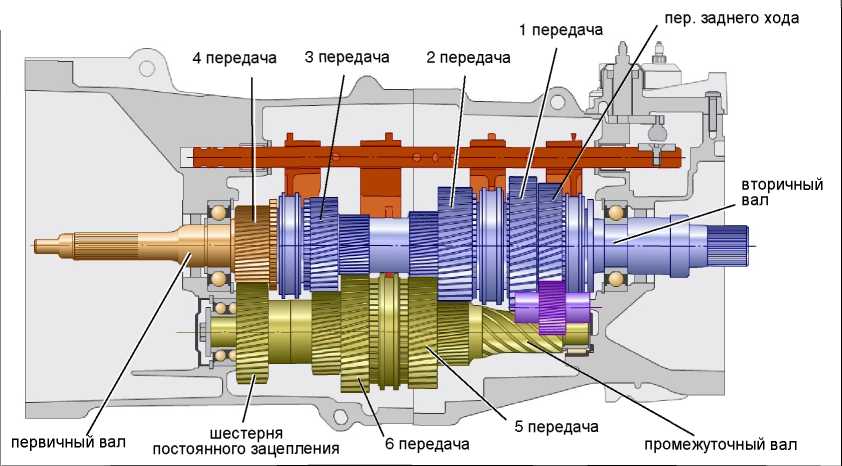 4 передача
3 передача
2 передача
1 передача
пер. заднего хода
вторичный
вал
первичный вал
шестерня
постоянного зацепления
6 передача
5 передача
промежуточный вал